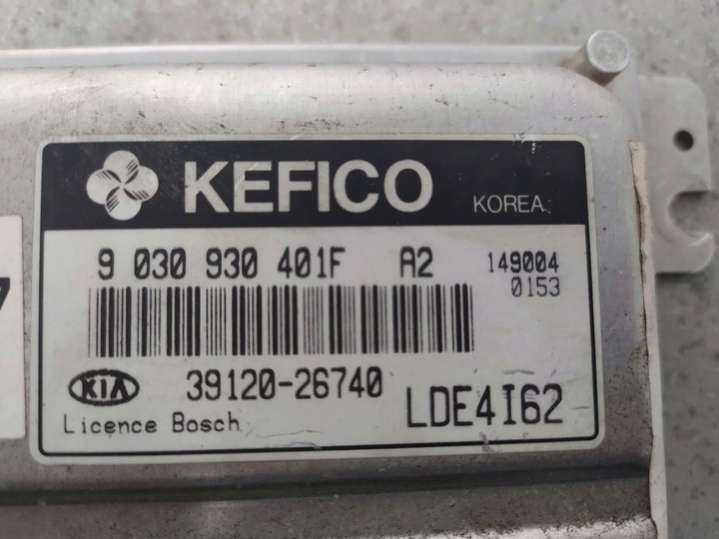 KEFICO KOREA
9 030 930 401F A2 149004
0153
KIA 39120-26740 LDE4I62
Licence Bosch